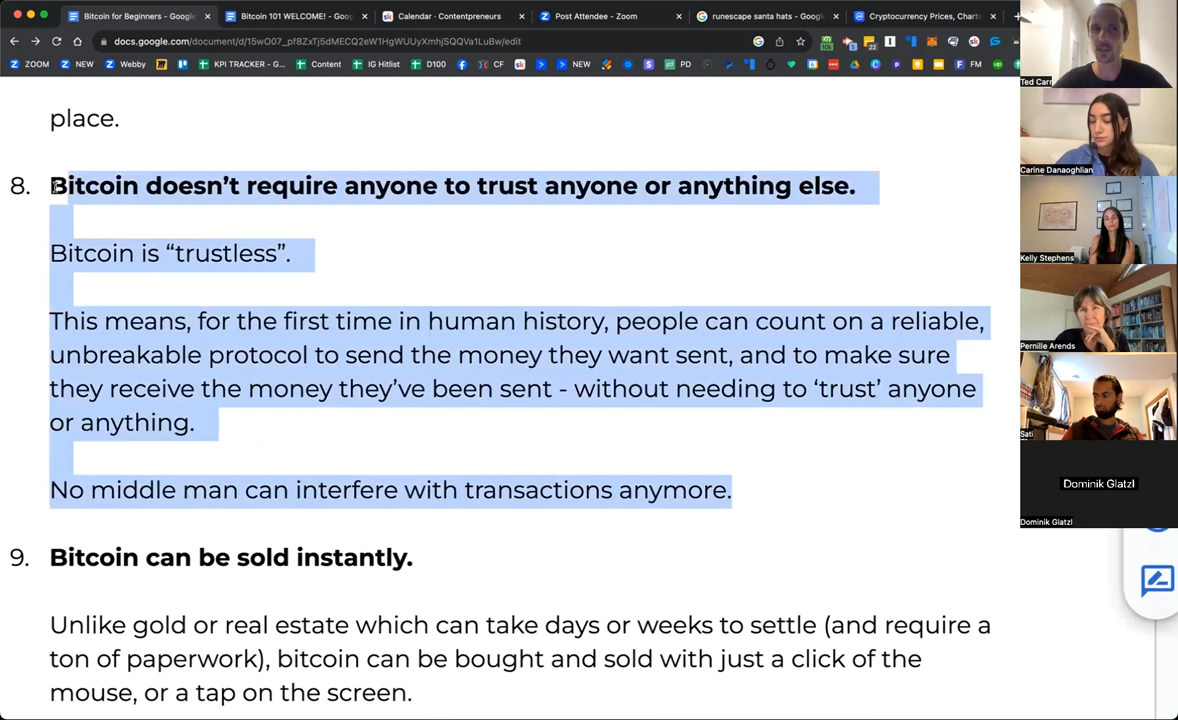 Bitcoin for Beginners - Google
Bitcoin 101 WELCOME! - Goog
Calendar · Contentpreneurs
Post Attendee - Zoom
runescape santa hats - Google
Cryptocurrency Prices, Charts
docs.google.com/document/d/15wO07_pf8ZxTj5dMECQ2eW1HgWUUyXmhjSQQVa1LuBw/edit
ZOOM
NEW
Webby
KPI TRACKER - G...
Content
IG Hitlist
D100
CF
NEW
PD
FM
place.
8. Bitcoin doesn’t require anyone to trust anyone or anything else.
Bitcoin is “trustless”.
This means, for the first time in human history, people can count on a reliable,
unbreakable protocol to send the money they want sent, and to make sure
they receive the money they’ve been sent - without needing to ‘trust’ anyone
or anything.
No middle man can interfere with transactions anymore.
9. Bitcoin can be sold instantly.
Unlike gold or real estate which can take days or weeks to settle (and require a
ton of paperwork), bitcoin can be bought and sold with just a click of the
mouse, or a tap on the screen.
Ted Carr
Carine Danaoghlian
Kelly Stephens
Pernille Arends
Sati
Dominik Glatzl
Dominik Glatzl